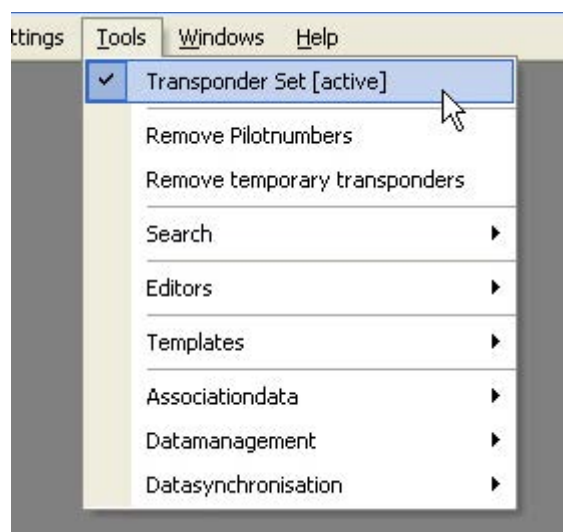 ttings Tools Windows Help
Transponder Set [active]
Remove Pilotnumbers
Remove temporary transponders
Search
Editors
Templates
Associationdata
Datamanagement
Datasynchronisation